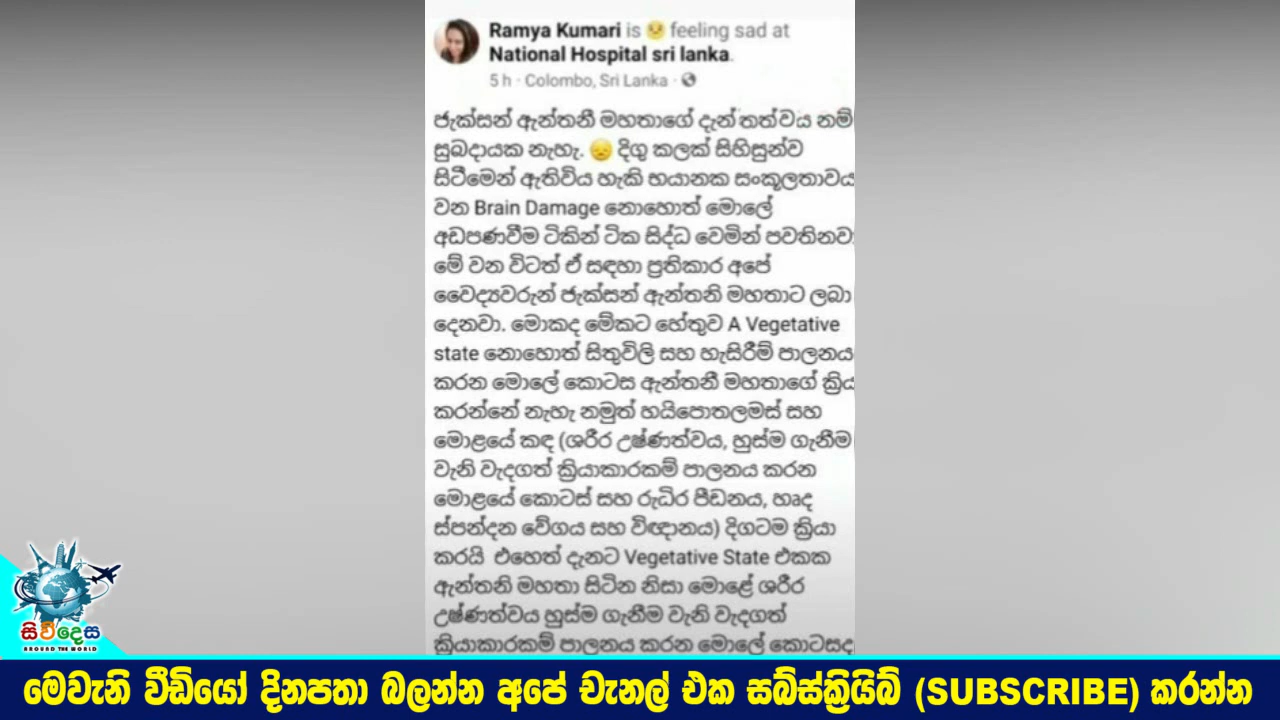 Ramya Kumari is 😔 feeling sad at
National Hospital sri lanka.
5 h · Colombo, Sri Lanka ·
ජැක්සන් ඇන්තනී මහතාගේ දැන් තත්වය නම්
සුබදායක නැහැ. 😞 දිගු කලක් සිහිසුන්ව
සිටීමෙන් ඇතිවිය හැකි භයානක සංකූලතාවය
වන Brain Damage නොහොත් මොලේ
අඩපණවීම ටිකින් ටික සිද්ධ වෙමින් පවතිනවා
මේ වන විටත් ඒ සඳහා ප්‍රතිකාර අපේ
වෛද්‍යවරුන් ජැක්සන් ඇන්තනි මහතාට ලබා
දෙනවා. මොකද මේකට හේතුව A Vegetative
state නොහොත් සිතුවිලි සහ හැසිරීම් පාලනය
කරන මොලේ කොටස ඇන්තනී මහතාගේ ක්‍රියා
කරන්නේ නැහැ නමුත් හයිපොතලමස් සහ
මොළයේ කඳ (ශරීර උෂ්ණත්වය, හුස්ම ගැනීම
වැනි වැදගත් ක්‍රියාකාරකම් පාලනය කරන
මොළයේ කොටස් සහ රුධිර පීඩනය, හෘද
ස්පන්දන වේගය සහ විඥානය) දිගටම ක්‍රියා
කරයි එහෙත් දැනට Vegetative State එකක
ඇන්තනි මහතා සිටින නිසා මොළේ ශරීර
උෂ්ණත්වය හුස්ම ගැනීම වැනි වැදගත්
ක්‍රියාකාරකම් පාලනය කරන මොලේ කොටසද
සිව්දෙස
AROUND THE WORLD
මෙවැනි වීඩියෝ දිනපතා බලන්න අපේ චැනල් එක සබ්ස්ක්‍රයිබ් (SUBSCRIBE) කරන්න